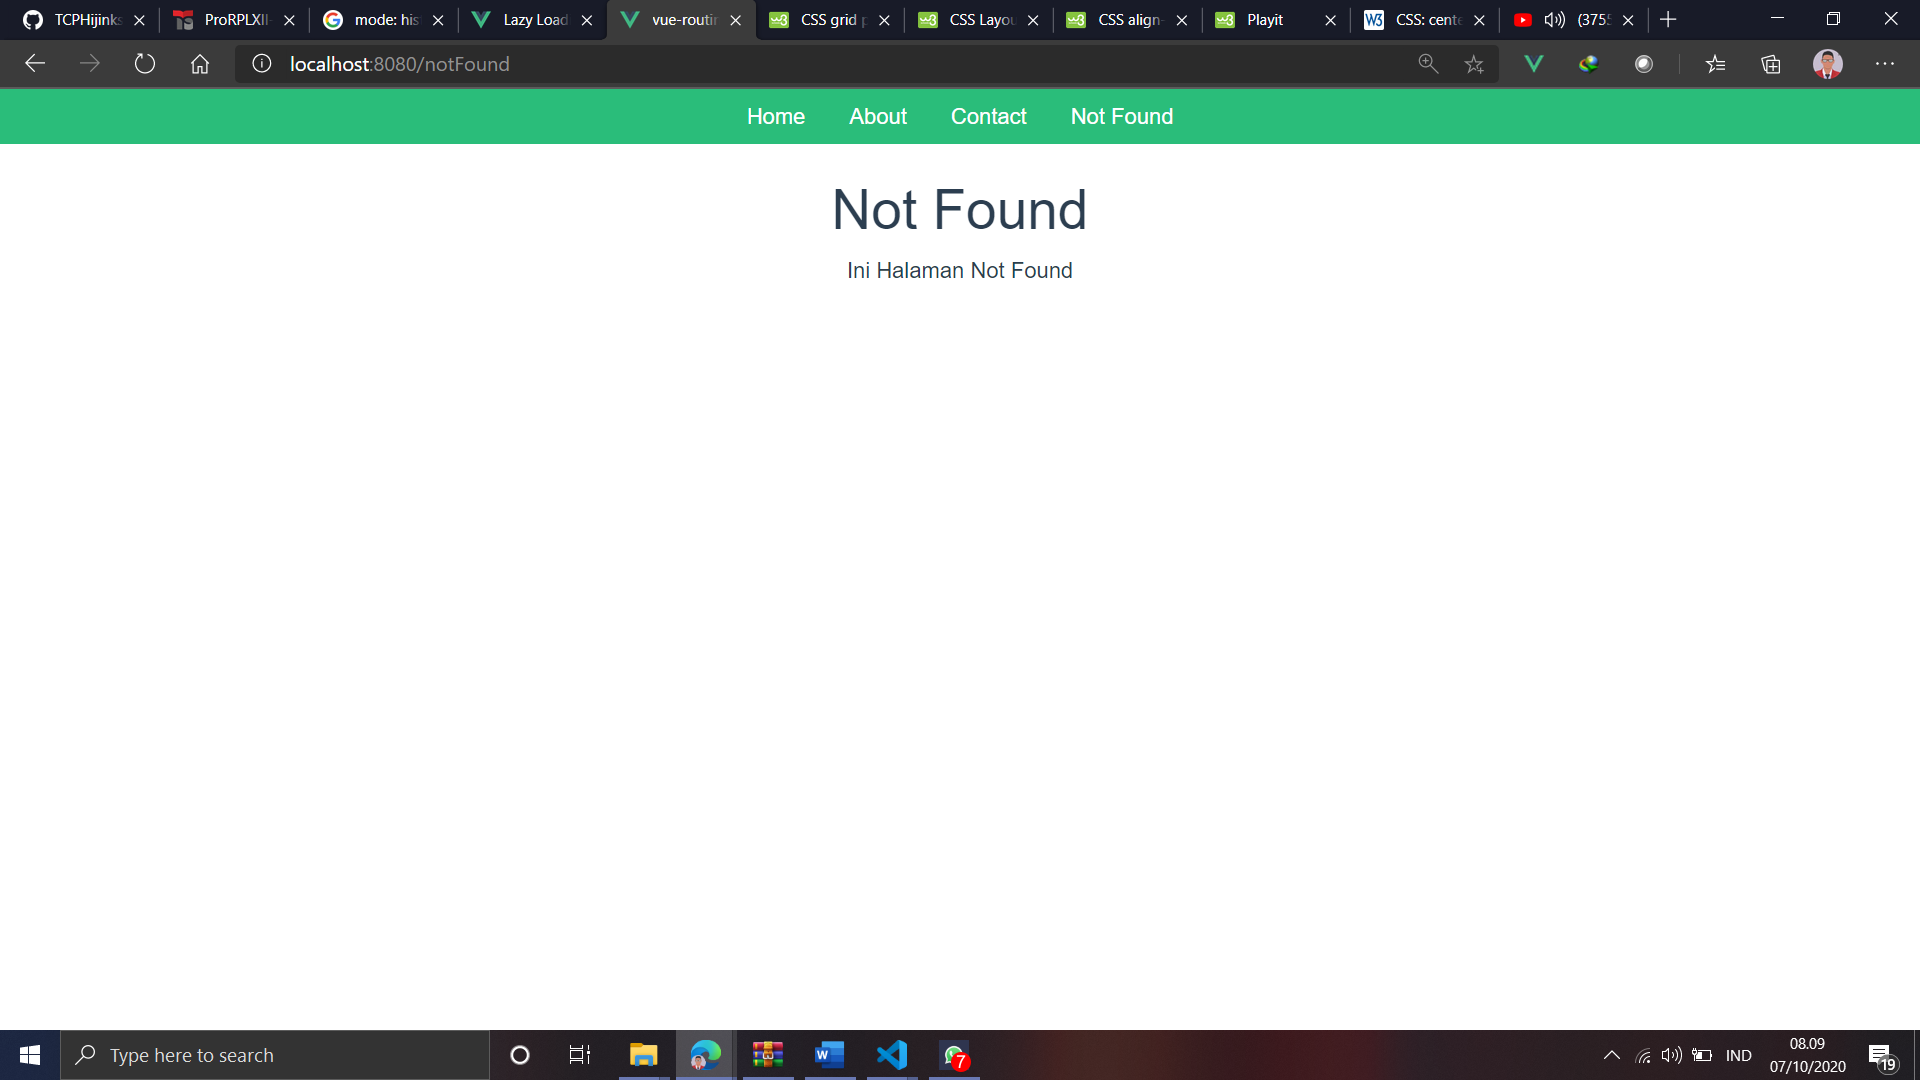 TCPHijinks
ProRPLXII-
mode: his
Lazy Load
vue-routin
CSS grid p
CSS Layou
CSS align-
Playit
CSS: cente
(3755
localhost:8080/notFound
Home
About
Contact
Not Found
Not Found
Ini Halaman Not Found
Type here to search
7
IND
08.09
07/10/2020
19